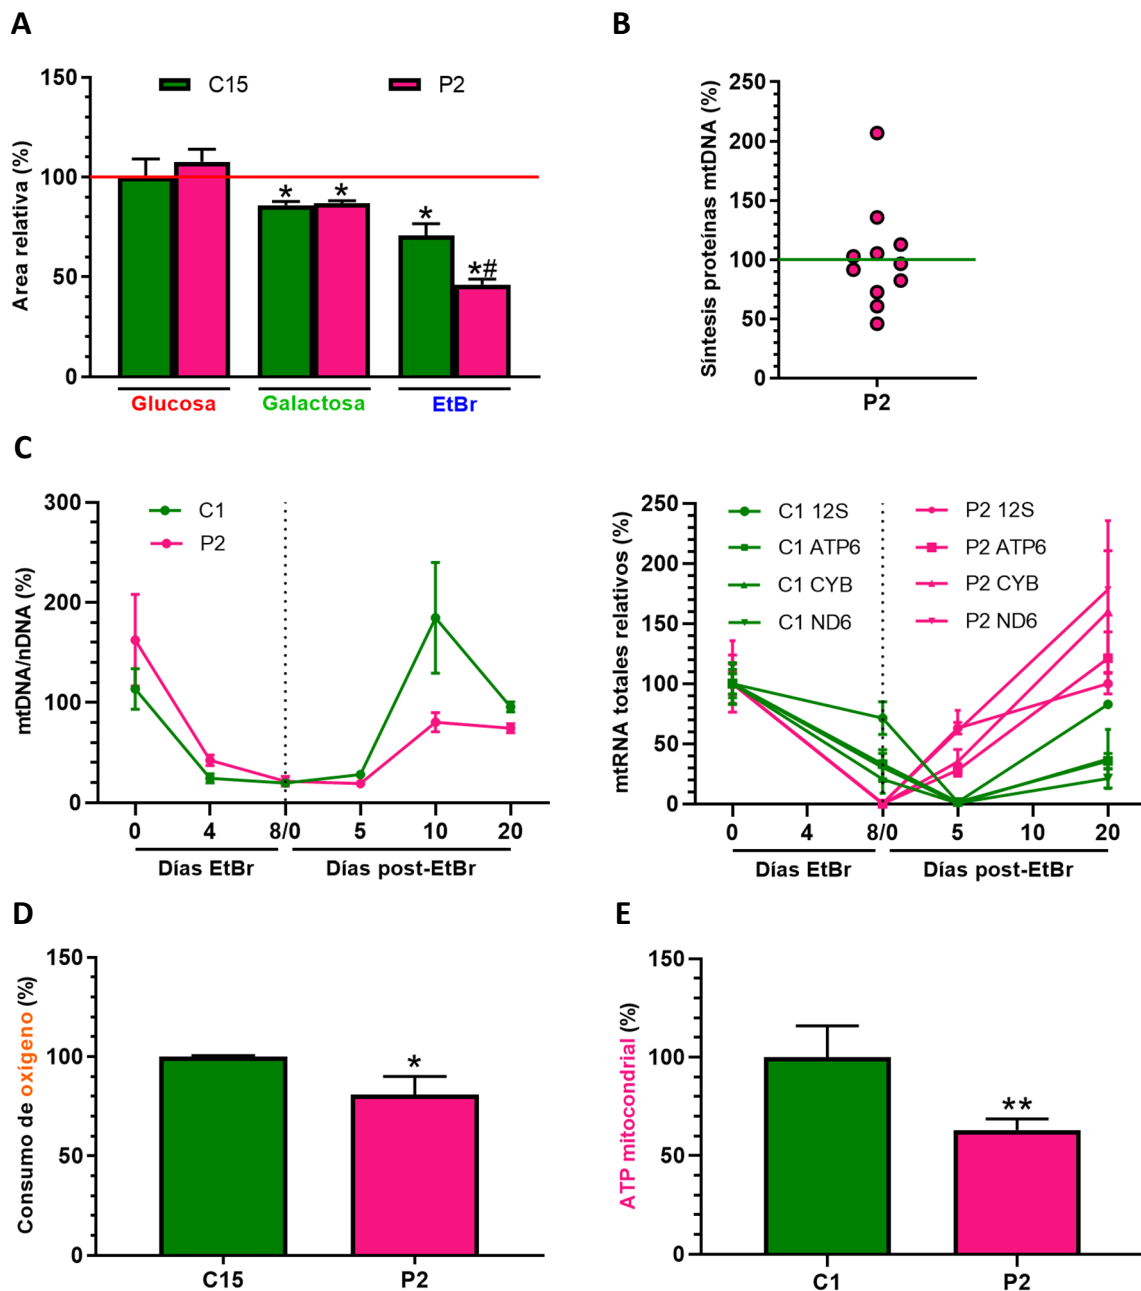 A
Area relativa (%)
150
100
50
0
C15
P2
*
*
*
*#
Glucosa
Galactosa
EtBr
B
Síntesis proteínas mtDNA (%)
250
200
150
100
50
0
P2
C
mtDNA/nDNA (%)
300
200
100
0
C1
P2
0
4
8/0
5
10
20
Días EtBr
Días post-EtBr
mtRNA totales relativos (%)
250
200
150
100
50
0
C1 12S
C1 ATP6
C1 CYB
C1 ND6
P2 12S
P2 ATP6
P2 CYB
P2 ND6
0
4
8/0
5
10
20
Días EtBr
Días post-EtBr
D
Consumo de oxígeno (%)
150
100
50
0
*
C15
P2
E
ATP mitocondrial (%)
150
100
50
0
**
C1
P2